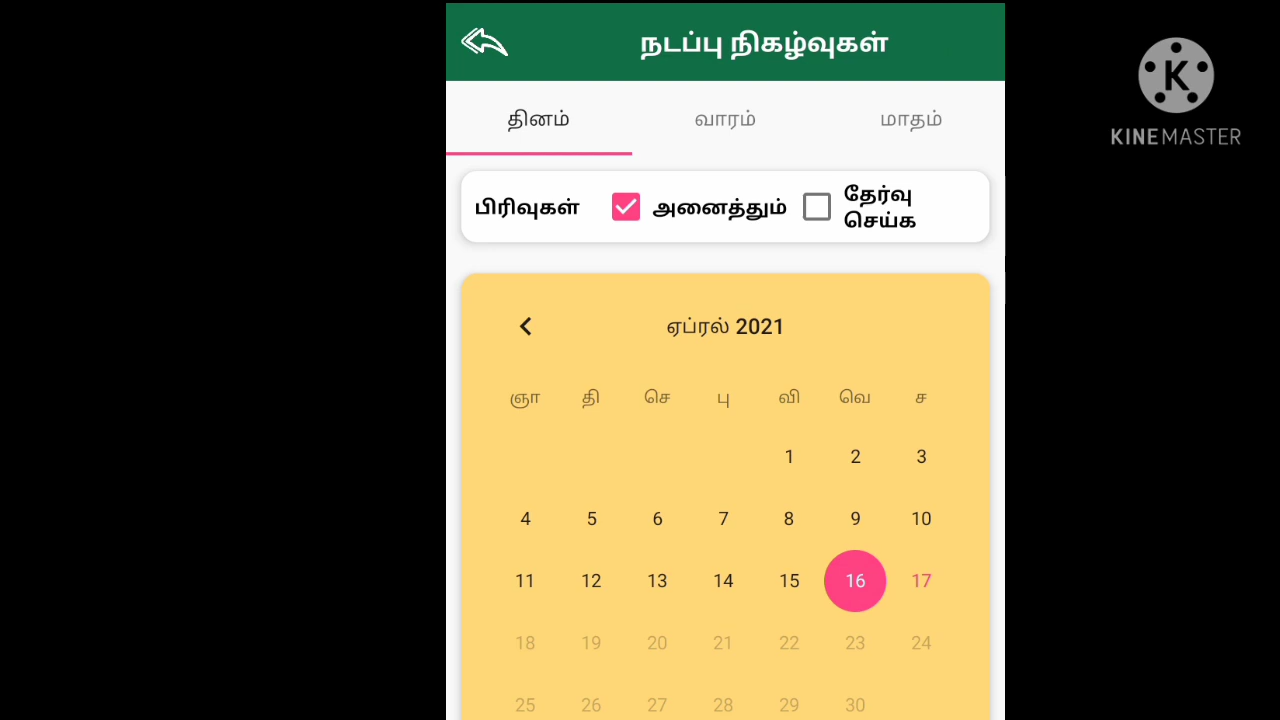 நடப்பு நிகழ்வுகள்
K
KINEMASTER
தினம் வாரம் மாதம்
பிரிவுகள் அனைத்தும் தேர்வு
செய்க
ஏப்ரல் 2021
ஞா தி செ பு வி வெ ச
1 2 3
4 5 6 7 8 9 10
11 12 13 14 15 16 17
18 19 20 21 22 23 24
25 26 27 28 29 30